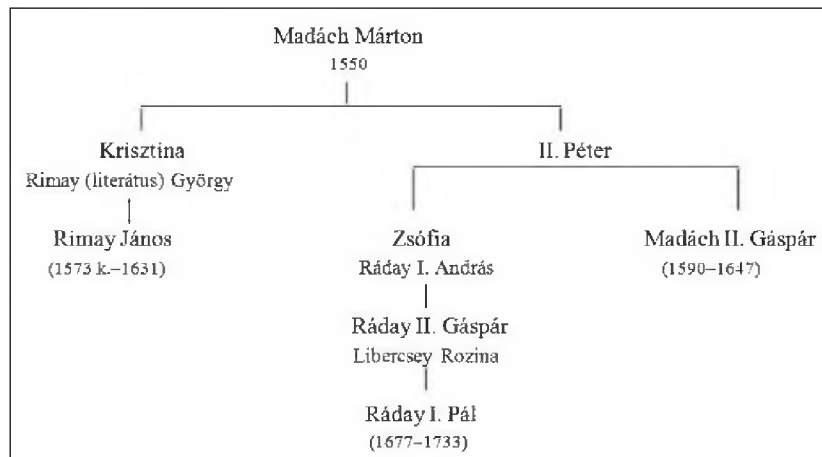 Madách Márton
1550
Krisztina
II. Péter
Rimay (literátus) György
Rimay János
Zsófia
Madách II. Gáspár
(1573 k.–1631)
Ráday I. András
(1590–1647)
Ráday II. Gáspár
Libercsey Rozina
Ráday I. Pál
(1677–1733)